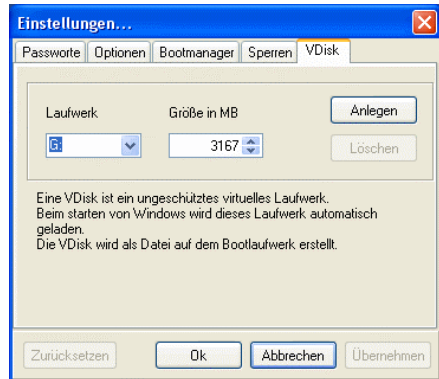 Einstellungen...
Passworte Optionen Bootmanager Sperren VDisk
Laufwerk Größe in MB Anlegen
G: 3167 Löschen
Eine VDisk ist ein ungeschütztes virtuelles Laufwerk.
Beim starten von Windows wird dieses Laufwerk automatisch
geladen.
Die VDisk wird als Datei auf dem Bootlaufwerk erstellt.
Zurücksetzen Ok Abbrechen Übernehmen